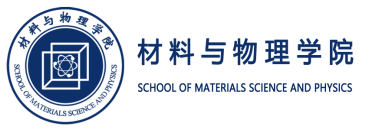 材料与物理学院
SCHOOL OF MATERIALS SCIENCE AND PHYSICS
材料与物理学院
SCHOOL OF MATERIALS SCIENCE AND PHYSICS